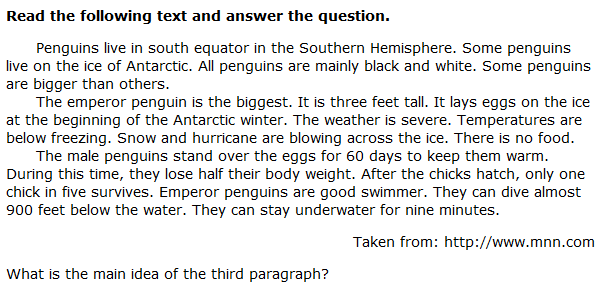 Read the following text and answer the question.
Penguins live in south equator in the Southern Hemisphere. Some penguins
live on the ice of Antarctic. All penguins are mainly black and white. Some penguins
are bigger than others.
The emperor penguin is the biggest. It is three feet tall. It lays eggs on the ice
at the beginning of the Antarctic winter. The weather is severe. Temperatures are
below freezing. Snow and hurricane are blowing across the ice. There is no food.
The male penguins stand over the eggs for 60 days to keep them warm.
During this time, they lose half their body weight. After the chicks hatch, only one
chick in five survives. Emperor penguins are good swimmer. They can dive almost
900 feet below the water. They can stay underwater for nine minutes.
Taken from: http://www.mnn.com
What is the main idea of the third paragraph?